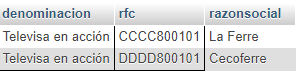 denominacion rfc razonsocial
Televisa en acción CCCC800101 La Ferre
Televisa en acción DDDD800101 Cecoferre